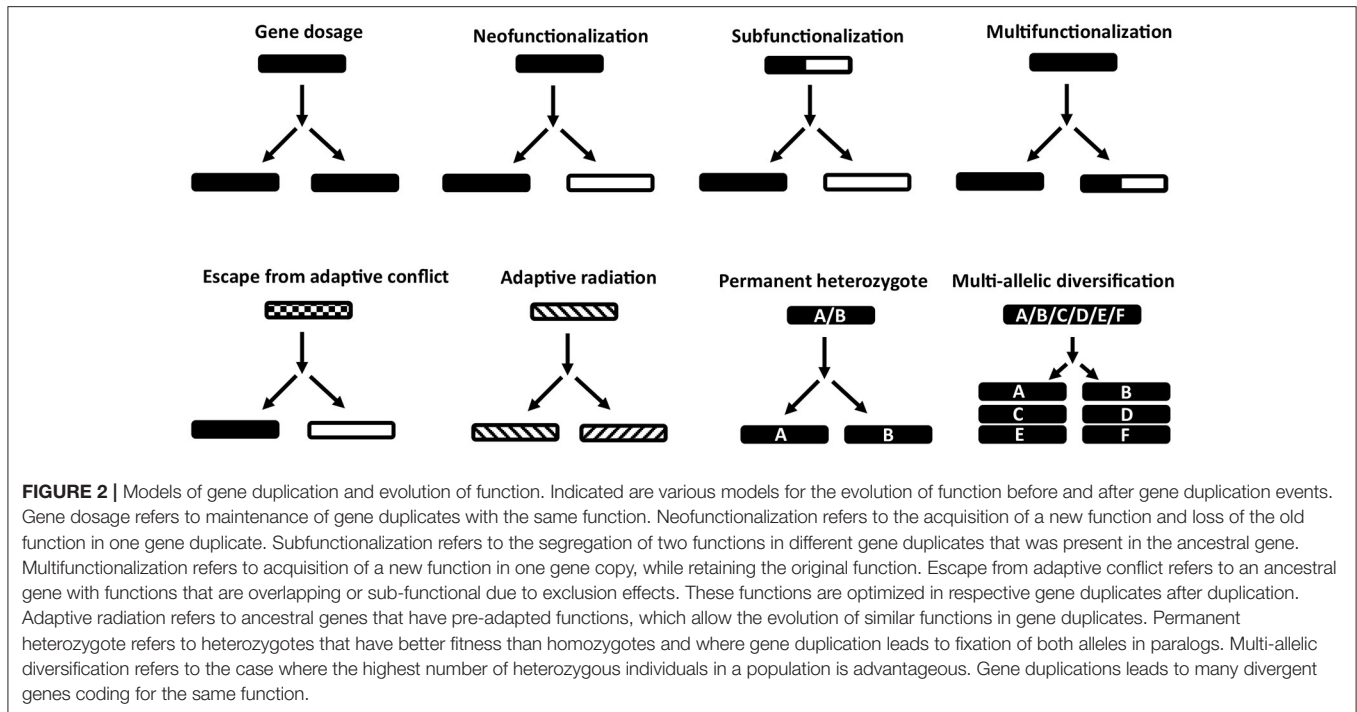 Gene dosage
Neofunctionalization
Subfunctionalization
Multifunctionalization
Escape from adaptive conflict
Adaptive radiation
Permanent heterozygote
Multi-allelic diversification
A/B
A/B/C/D/E/F
A
B
A
B
C
D
E
F
FIGURE 2 | Models of gene duplication and evolution of function. Indicated are various models for the evolution of function before and after gene duplication events.
Gene dosage refers to maintenance of gene duplicates with the same function. Neofunctionalization refers to the acquisition of a new function and loss of the old
function in one gene duplicate. Subfunctionalization refers to the segregation of two functions in different gene duplicates that was present in the ancestral gene.
Multifunctionalization refers to acquisition of a new function in one gene copy, while retaining the original function. Escape from adaptive conflict refers to an ancestral
gene with functions that are overlapping or sub-functional due to exclusion effects. These functions are optimized in respective gene duplicates after duplication.
Adaptive radiation refers to ancestral genes that have pre-adapted functions, which allow the evolution of similar functions in gene duplicates. Permanent
heterozygote refers to heterozygotes that have better fitness than homozygotes and where gene duplication leads to fixation of both alleles in paralogs. Multi-allelic
diversification refers to the case where the highest number of heterozygous individuals in a population is advantageous. Gene duplications leads to many divergent
genes coding for the same function.